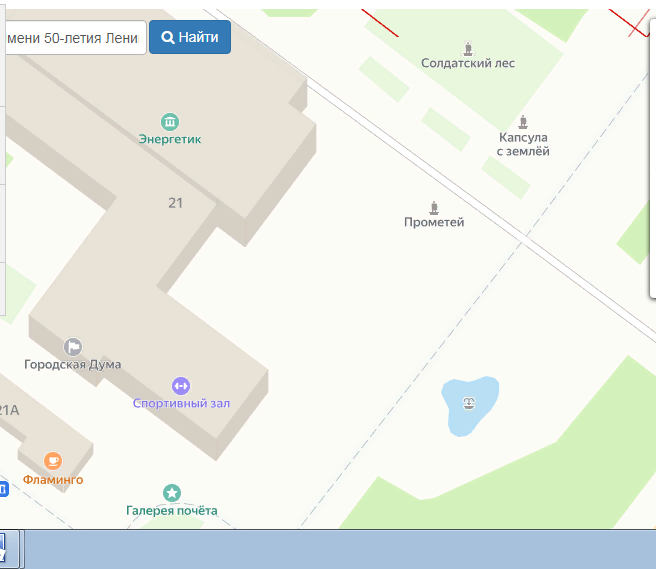 мени 50-летия Лени
Найти
Солдатский лес
Энергетик
Капсула
с землёй
21
Прометей
Городская Дума
Спортивный зал
21А
Фламинго
Галерея почёта